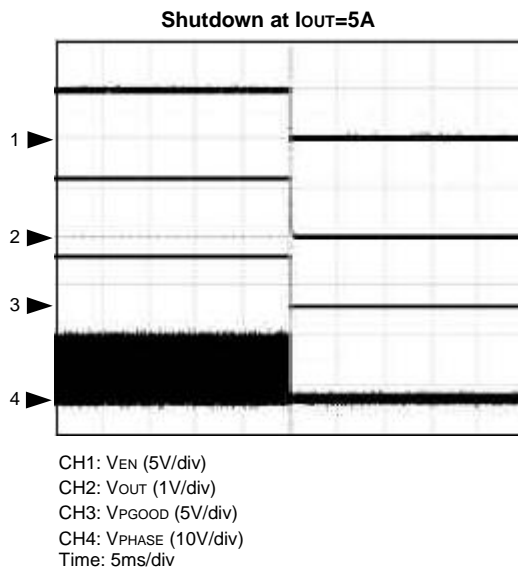 Shutdown at IOUT=5A
1
2
3
4
CH1: VEN (5V/div)
CH2: VOUT (1V/div)
CH3: VPGOOD (5V/div)
CH4: VPHASE (10V/div)
Time: 5ms/div